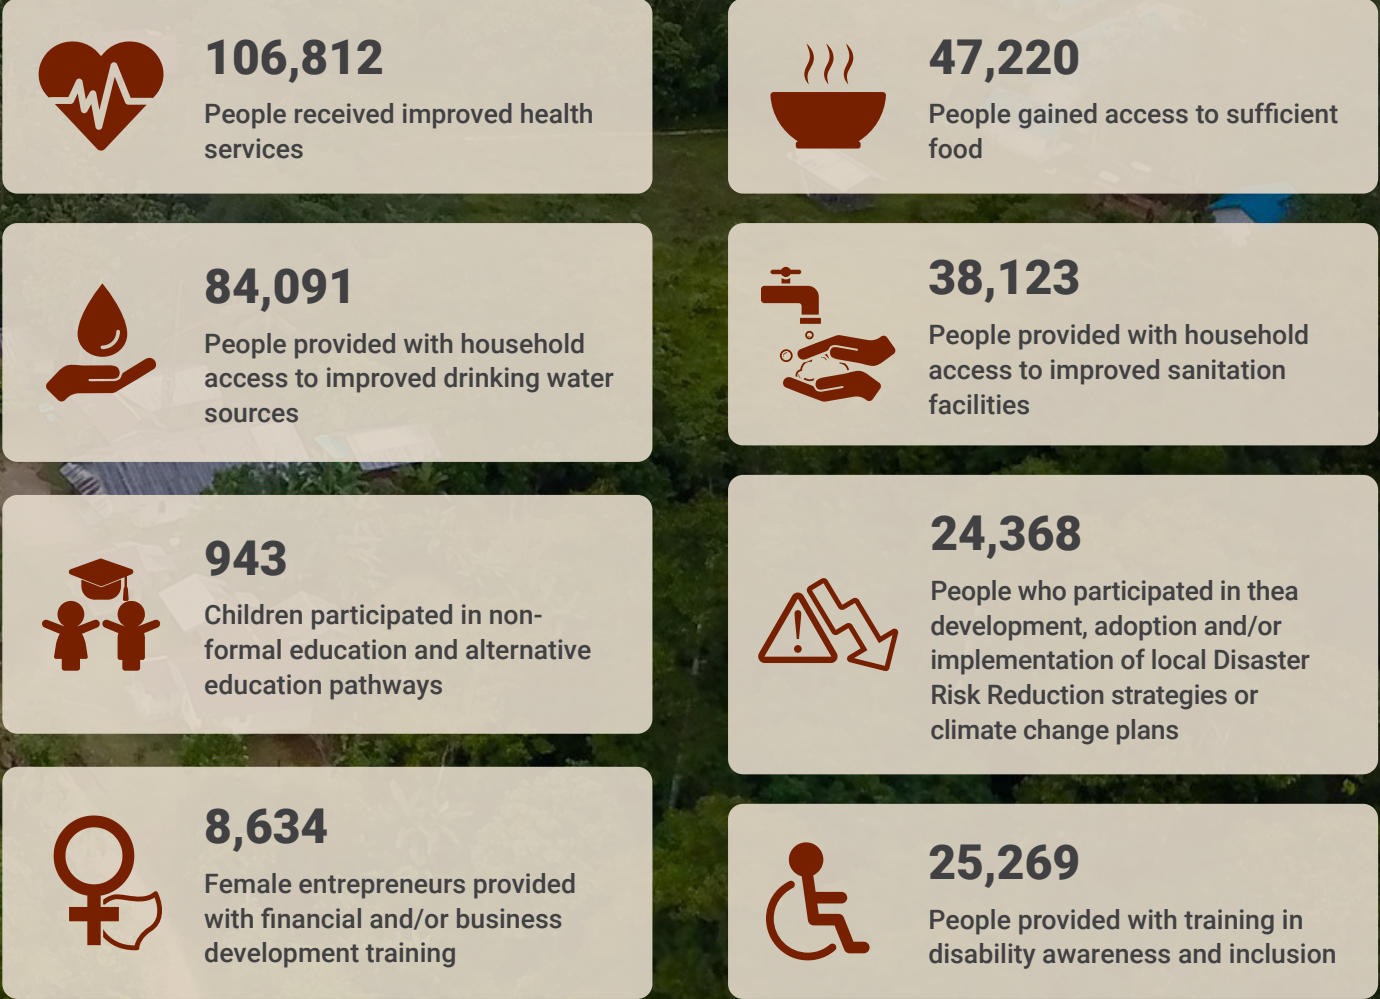 106,812
People received improved health
services
47,220
People gained access to sufficient
food
84,091
People provided with household
access to improved drinking water
sources
38,123
People provided with household
access to improved sanitation
facilities
943
Children participated in non-
formal education and alternative
education pathways
24,368
People who participated in thea
development, adoption and/or
implementation of local Disaster
Risk Reduction strategies or
climate change plans
8,634
Female entrepreneurs provided
with financial and/or business
development training
25,269
People provided with training in
disability awareness and inclusion